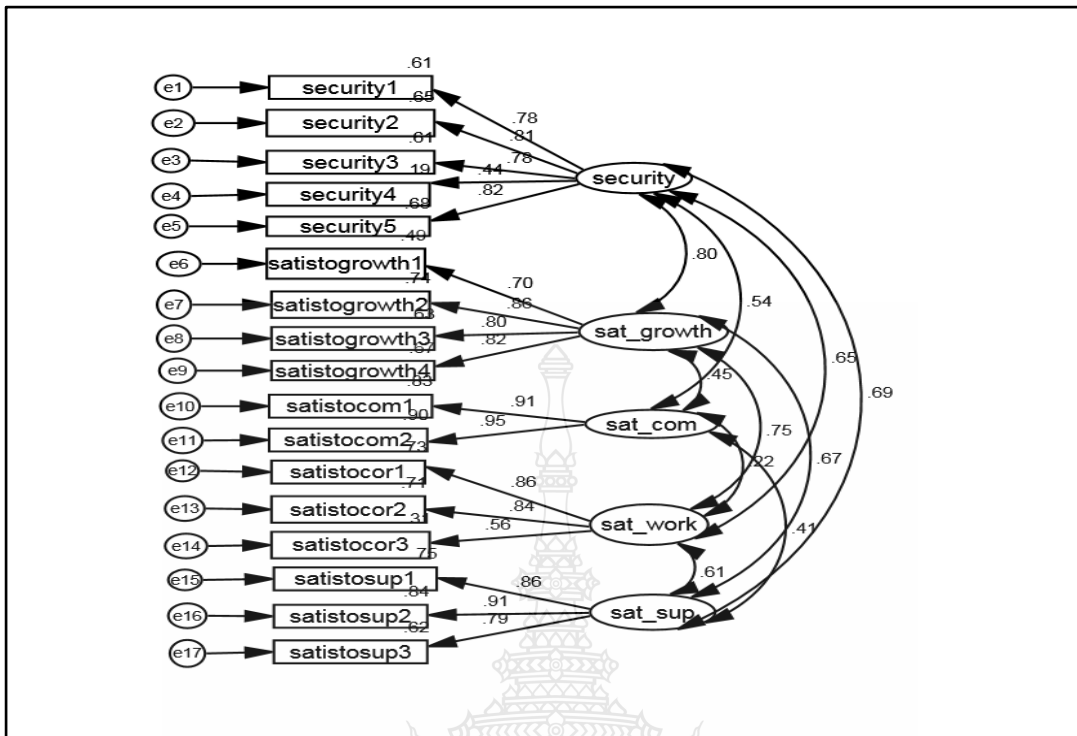 .61
e1 security1
.65
.78
e2 security2
.81
.61
e3 security3
.78
security
.19
.44
e4 security4
.68
.82
e5 security5
.49
e6 satistogrowth1
.80
.74
.70
.54
e7 satistogrowth2
.86
.63
.80
sat_growth
e8 satistogrowth3
.67
.82
.65
e9 satistogrowth4
.45
.69
.83
e10 satistocom1
.91
.90
.95
sat_com
e11 satistocom2
.73
.75
e12 satistocor1
.22
.67
.71
.86
e13 satistocor2
.84
.31
.56
sat_work
.41
e14 satistocor3
.75
.61
e15 satistosup1
.86
.84
.91
sat_sup
e16 satistosup2
.79
.62
e17 satistosup3